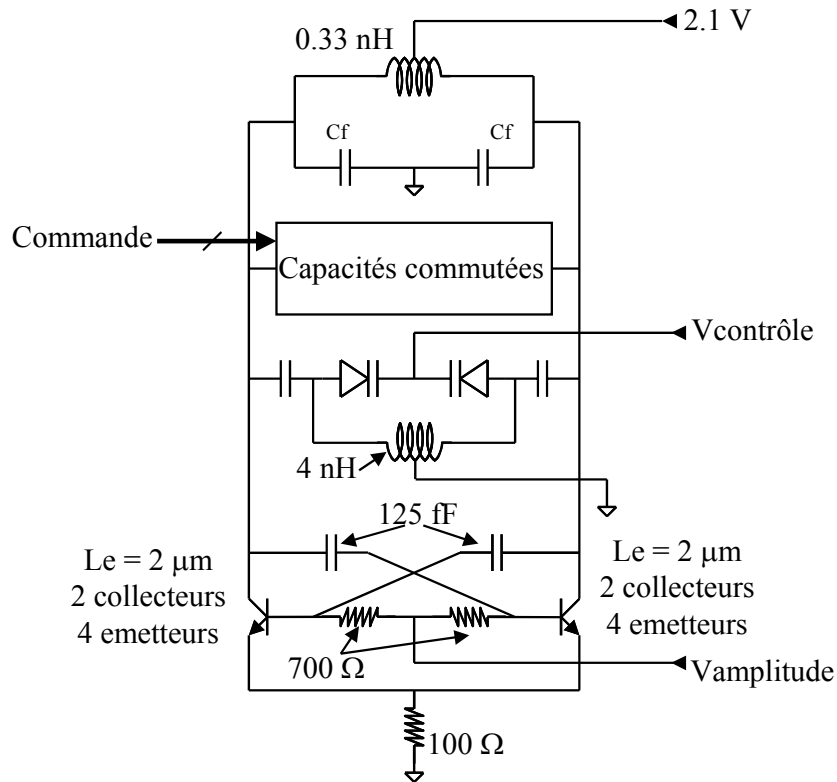 2.1 V
0.33 nH
Cf
Cf
Commande
Capacités commutées
Vcontrôle
4 nH
125 fF
Le = 2 μm
2 collecteurs
4 emetteurs
Le = 2 μm
2 collecteurs
4 emetteurs
700 Ω
Vamplitude
100 Ω